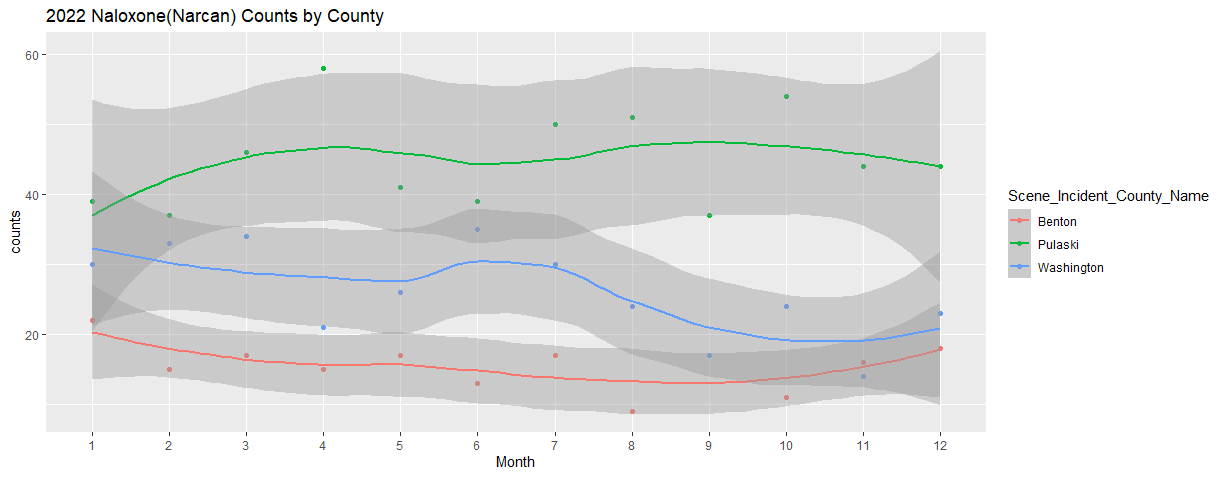 2022 Naloxone(Narcan) Counts by County
60
40
20
counts
1 2 3 4 5 6 7 8 9 10 11 12
Month
Scene_Incident_County_Name
Benton
Pulaski
Washington